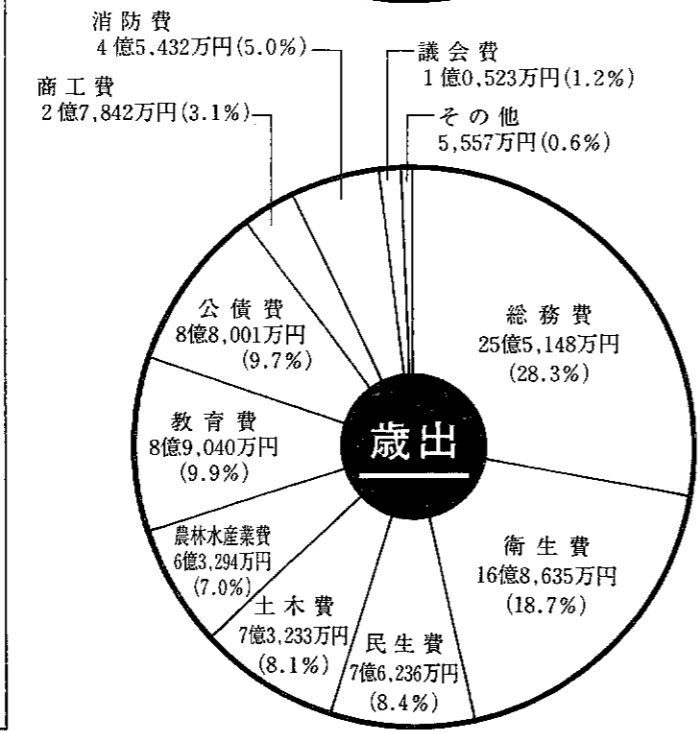 消防費
4億5,432万円(5.0%)
商工費
2億7,842万円(3.1%)
議会費
1億0,523万円(1.2%)
その他
5,557万円(0.6%)
総務費
25億5,148万円
(28.3%)
衛生費
16億8,635万円
(18.7%)
民生費
7億6,236万円
(8.4%)
土木費
7億3,233万円
(8.1%)
農林水産業費
6億3,294万円
(7.0%)
教育費
8億9,040万円
(9.9%)
公債費
8億8,001万円
(9.7%)
歳出